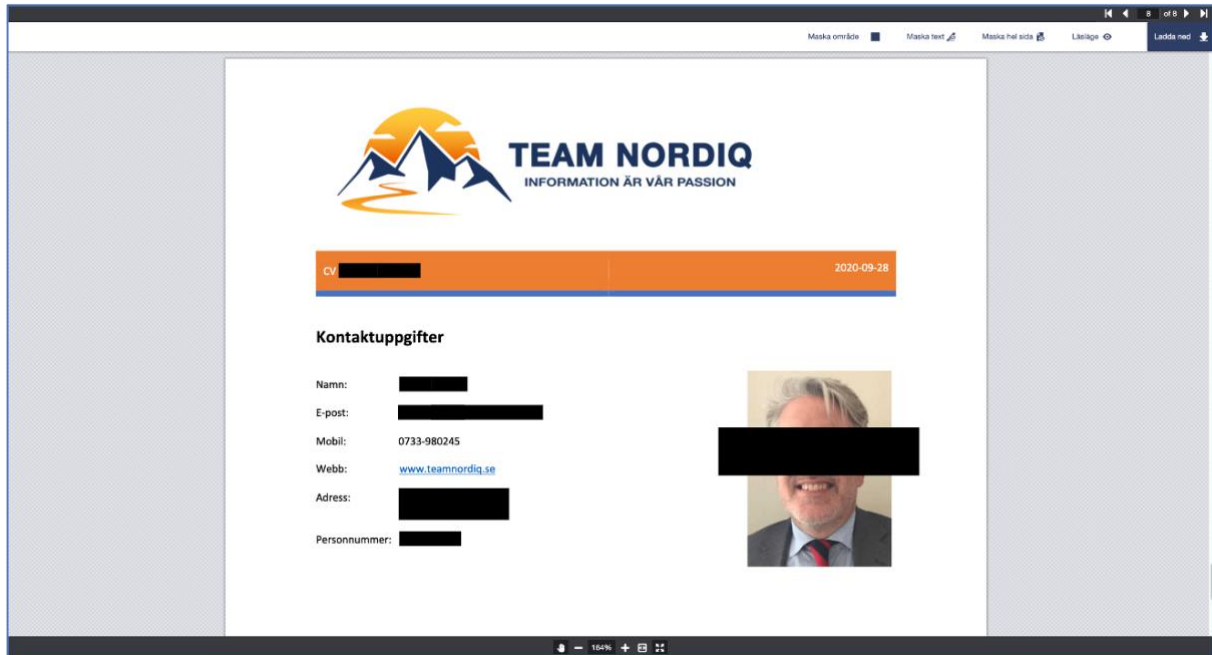 8 of 8
Maska område Maska text Maska hel sida Läsläge Ladda ned
TEAM NORDIQ
INFORMATION ÄR VÅR PASSION
CV 2020-09-28
Kontaktuppgifter
Namn:
E-post:
Mobil: 0733-980245
Webb: www.teamnordiq.se
Adress:
Personnummer:
164%